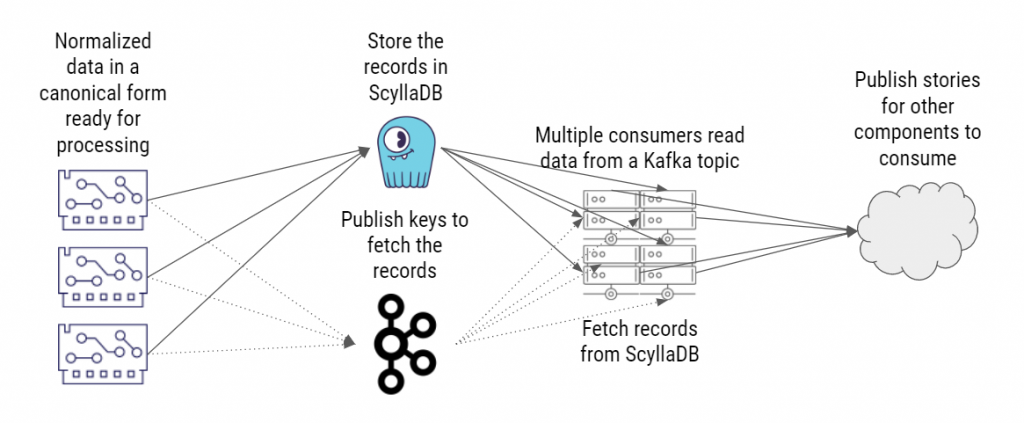 Normalized
data in a
canonical form
ready for
processing
Store the
records in
ScyllaDB
Publish keys to
fetch the
records
Multiple consumers read
data from a Kafka topic
Fetch records
from ScyllaDB
Publish stories
for other
components to
consume